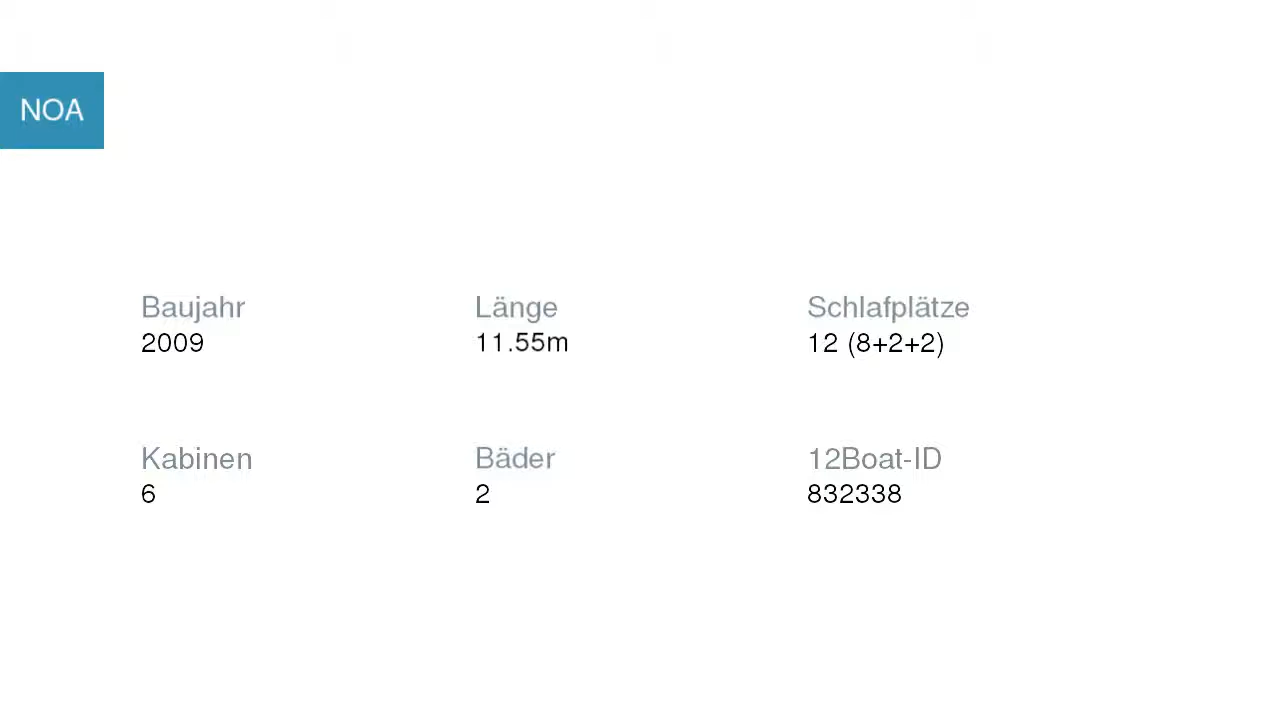 NOA
Baujahr
2009
Länge
11.55m
Schlafplätze
12 (8+2+2)
Kabinen
6
Bäder
2
12Boat-ID
832338